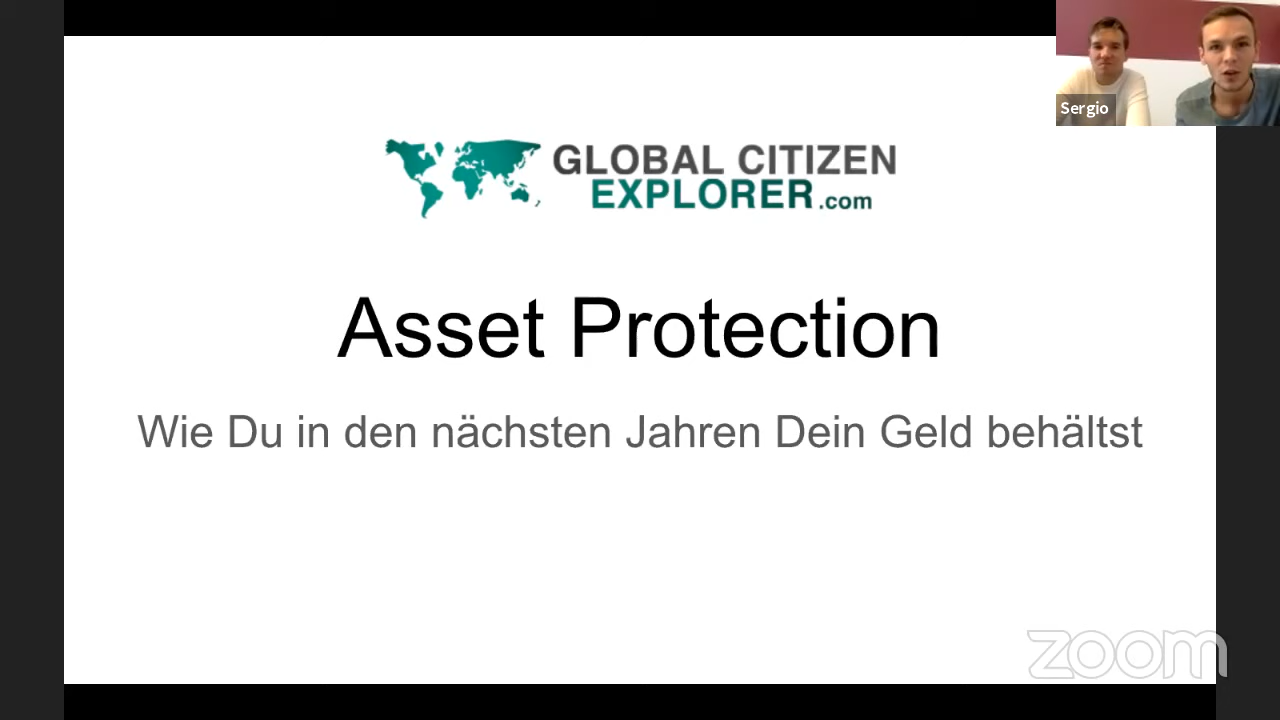 Sergio
GLOBAL CITIZEN
EXPLORER.com
Asset Protection
Wie Du in den nächsten Jahren Dein Geld behältst
zoom